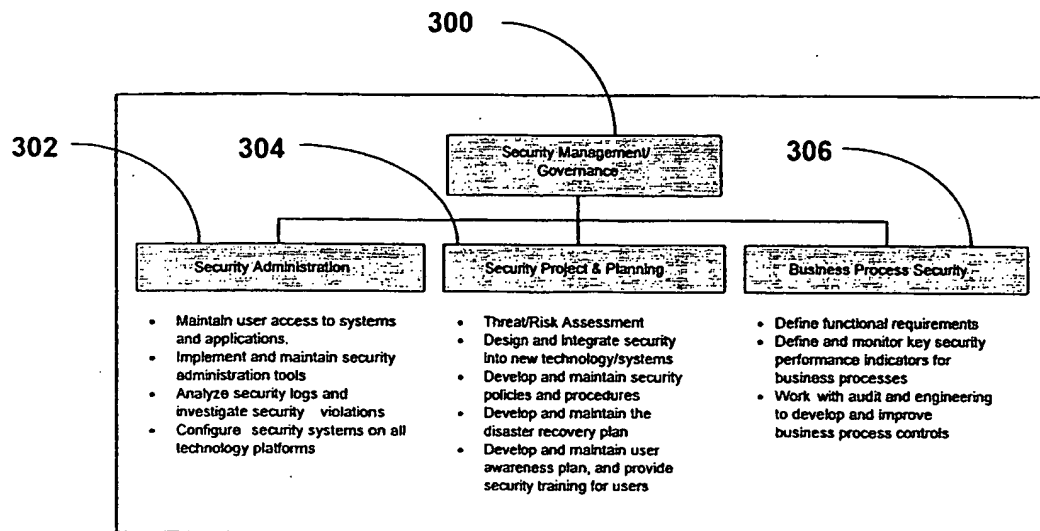 300
302
304
306
Security Management/
Governance
Security Administration
Security Project & Planning
Business Process Security
• Maintain user access to systems
and applications.
• Implement and maintain security
administration tools
• Analyze security logs and
investigate security violations
• Configure security systems on all
technology platforms
• Threat/Risk Assessment
• Design and Integrate security
into new technology/systems
• Develop and maintain security
policies and procedures
• Develop and maintain the
disaster recovery plan
• Develop and maintain user
awareness plan, and provide
security training for users
• Define functional requirements
• Define and monitor key security
performance indicators for
business processes
• Work with audit and engineering
to develop and improve
business process controls